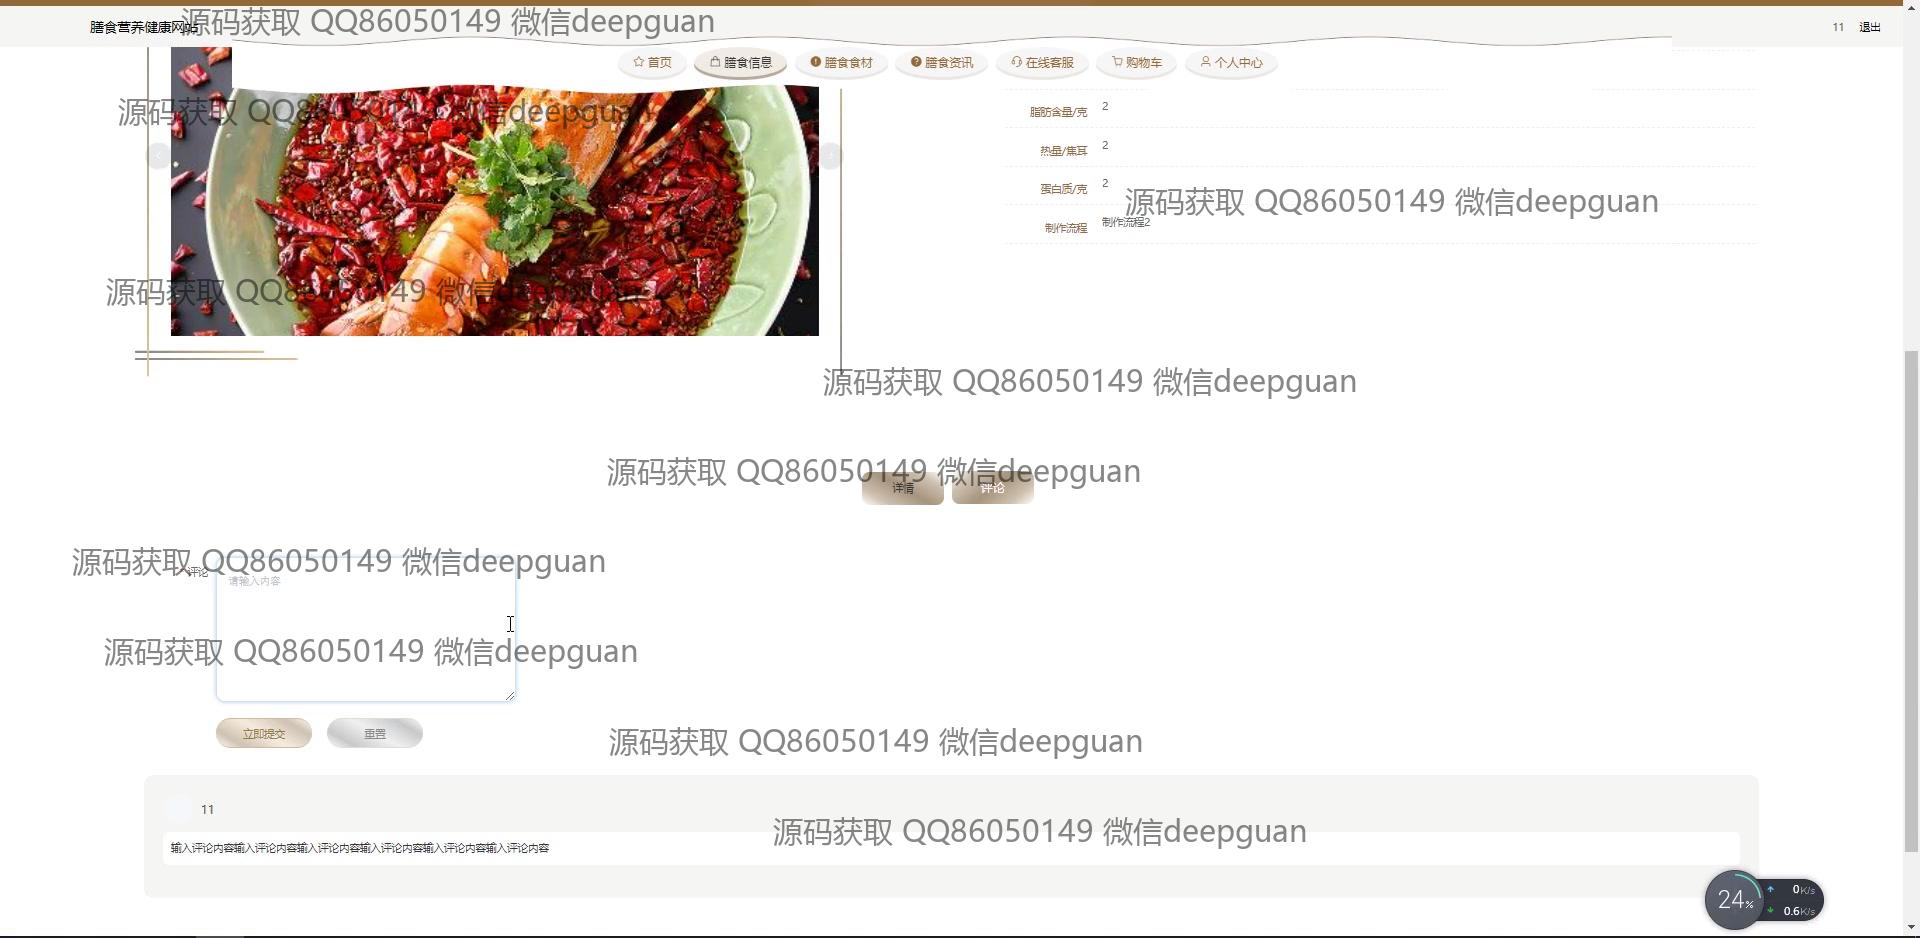 膳食营养健康网站
源码获取 QQ86050149 微信deepguan
11
退出
首页
膳食信息
膳食食材
膳食资讯
在线客服
购物车
个人中心
源码获取 QQ86050149 微信deepguan
脂肪含量/克
2
热量/焦耳
2
蛋白质/克
2
源码获取 QQ86050149 微信deepguan
制作流程
制作流程2
源码获取 QQ86050149 微信deepguan
源码获取 QQ86050149 微信deepguan
源码获取 QQ86050149 微信deepguan
详情
评论
源码获取 QQ86050149 微信deepguan
评论
请输入内容
源码获取 QQ86050149 微信deepguan
立即提交
重置
源码获取 QQ86050149 微信deepguan
11
源码获取 QQ86050149 微信deepguan
输入评论内容输入评论内容输入评论内容输入评论内容输入评论内容输入评论内容
24%
0K/s
0.6K/s